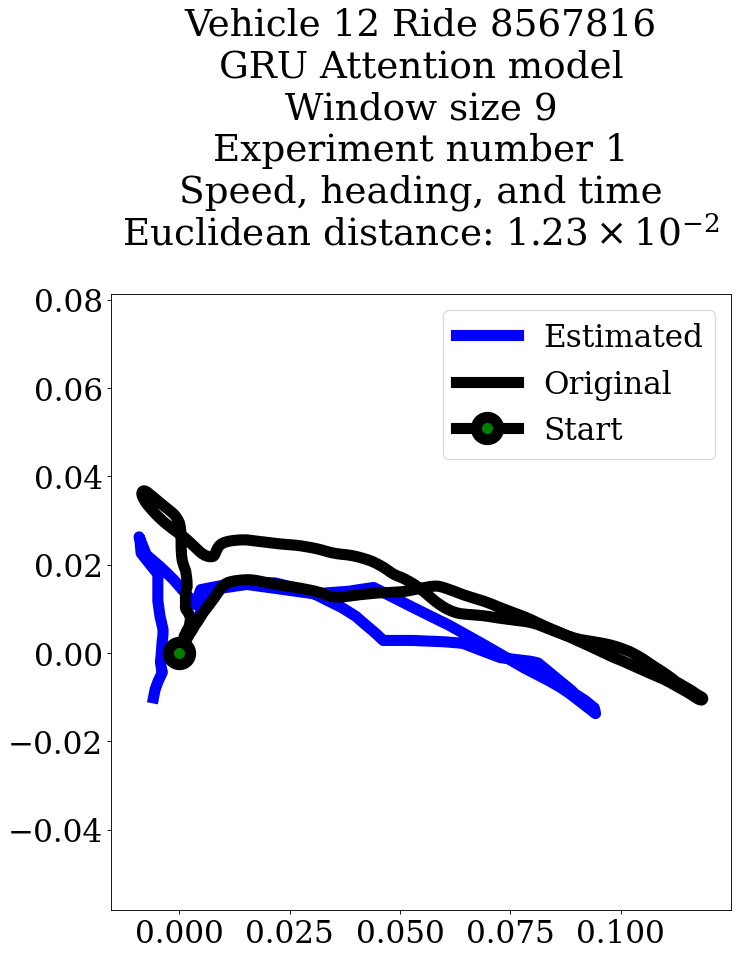 Vehicle 12 Ride 8567816
GRU Attention model
Window size 9
Experiment number 1
Speed, heading, and time
Euclidean distance: 1.23 × 10⁻²
Estimated
Original
Start
0.08
0.06
0.04
0.02
0.00
−0.02
−0.04
0.000 0.025 0.050 0.075 0.100